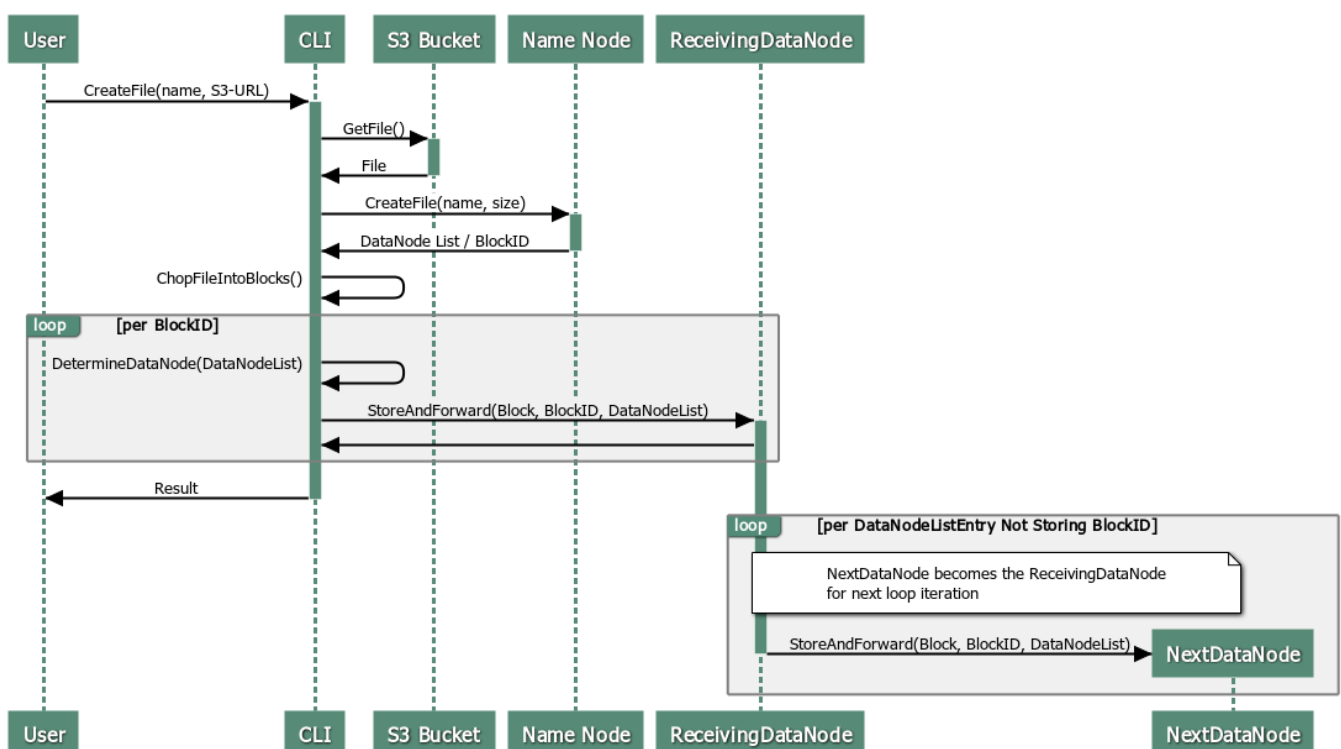 User
CLI
S3 Bucket
Name Node
ReceivingDataNode
CreateFile(name, S3-URL)
GetFile()
File
CreateFile(name, size)
DataNode List / BlockID
ChopFileIntoBlocks()
loop [per BlockID]
DetermineDataNode(DataNodeList)
StoreAndForward(Block, BlockID, DataNodeList)
Result
loop [per DataNodeListEntry Not Storing BlockID]
NextDataNode becomes the ReceivingDataNode
for next loop iteration
StoreAndForward(Block, BlockID, DataNodeList)
NextDataNode
User
CLI
S3 Bucket
Name Node
ReceivingDataNode
NextDataNode